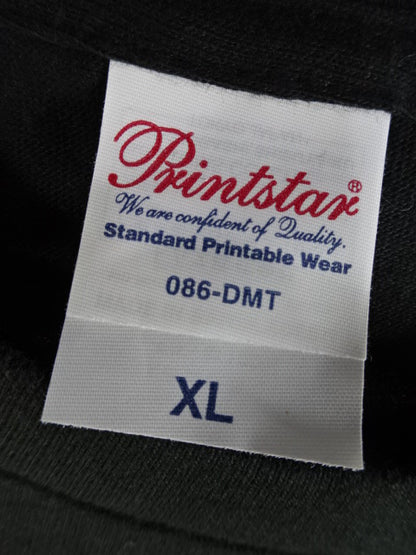 Printstar®
We are confident of Quality.
Standard Printable Wear
086-DMT
XL